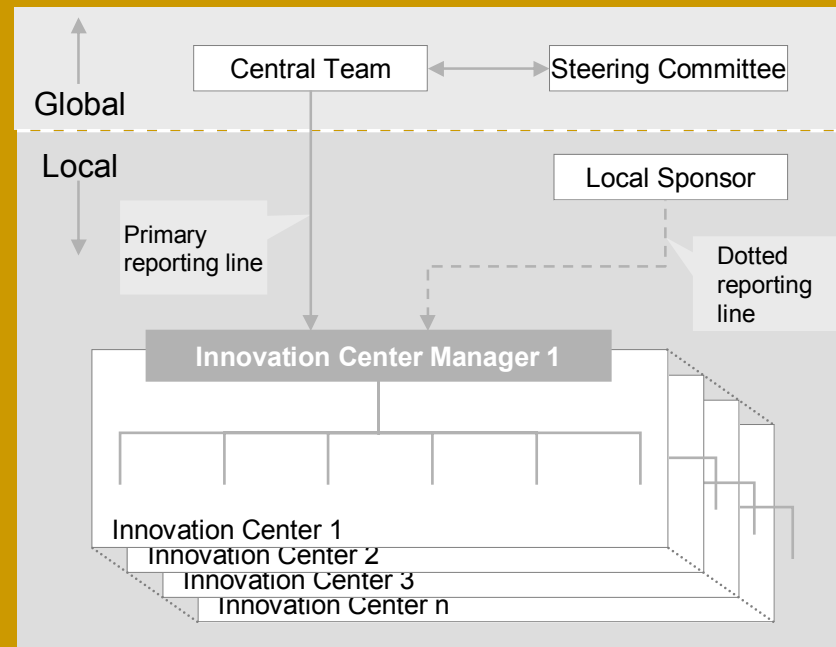 Central Team
Steering Committee
Global
Local
Local Sponsor
Primary
reporting line
Dotted
reporting
line
Innovation Center Manager 1
Innovation Center 1
Innovation Center 2
Innovation Center 3
Innovation Center n